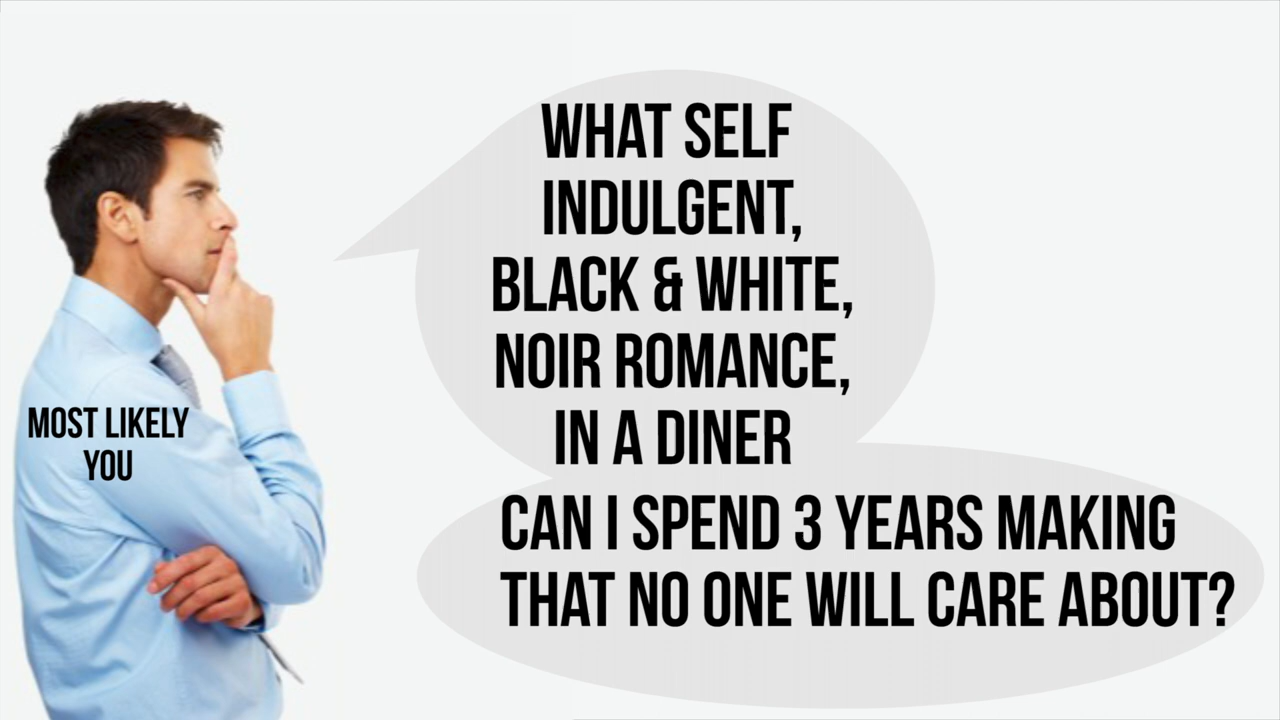 WHAT SELF
INDULGENT,
BLACK & WHITE,
NOIR ROMANCE,
IN A DINER
CAN I SPEND 3 YEARS MAKING
THAT NO ONE WILL CARE ABOUT?
MOST LIKELY
YOU